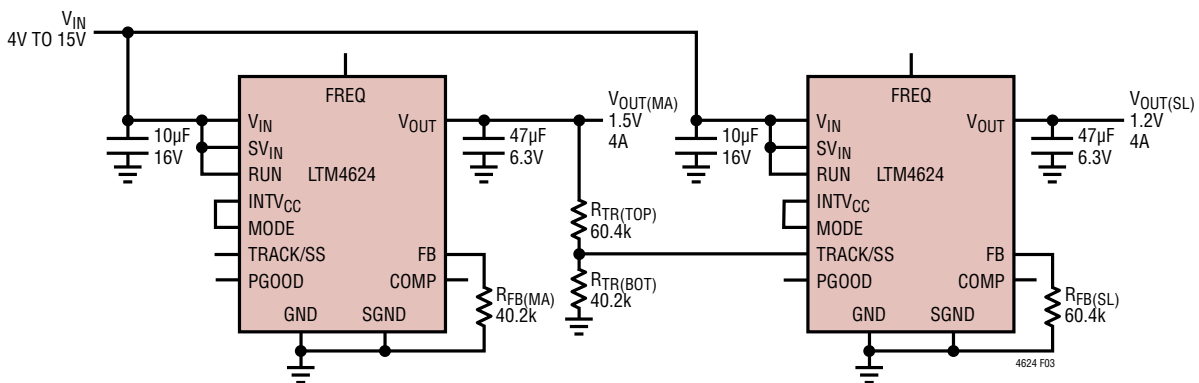 VIN
4V TO 15V
10µF
16V
FREQ
VIN
SVIN
RUN
INTVCC
MODE
TRACK/SS
PGOOD
LTM4624
VOUT
FB
COMP
GND
SGND
47µF
6.3V
VOUT(MA)
1.5V
4A
RTR(TOP)
60.4k
RTR(BOT)
40.2k
RFB(MA)
40.2k
10µF
16V
FREQ
VIN
SVIN
RUN
INTVCC
MODE
TRACK/SS
PGOOD
LTM4624
VOUT
FB
COMP
GND
SGND
47µF
6.3V
VOUT(SL)
1.2V
4A
RFB(SL)
60.4k
4624 F03